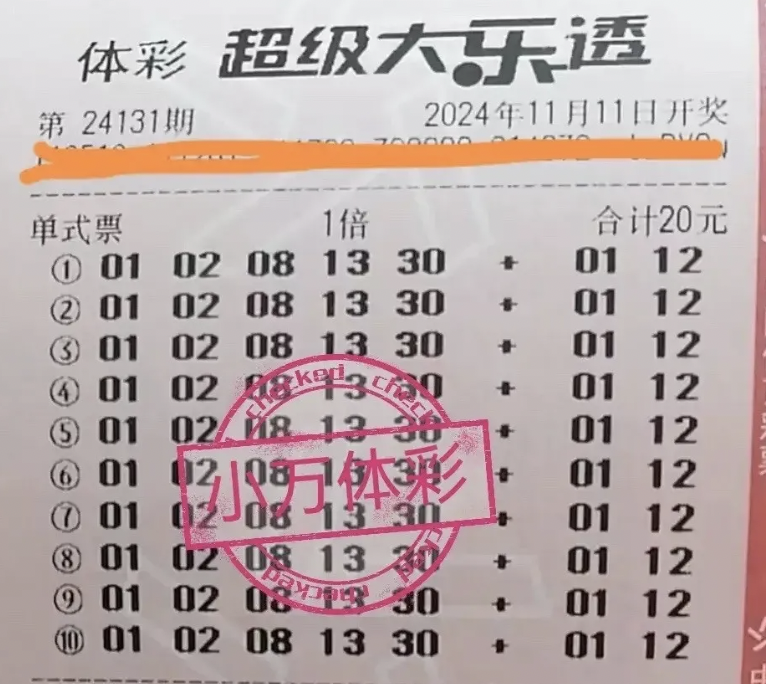 体彩 超级大乐透
第 24131期 2024年11月11日开奖
单式票 1倍 合计20元
① 01 02 08 13 30 + 01 12
② 01 02 08 13 30 + 01 12
③ 01 02 08 13 30 + 01 12
④ 01 02 08 13 30 + 01 12
⑤ 01 02 08 13 30 + 01 12
⑥ 01 02 08 13 30 + 01 12
⑦ 01 02 08 13 30 + 01 12
⑧ 01 02 08 13 30 + 01 12
⑨ 01 02 08 13 30 + 01 12
⑩ 01 02 08 13 30 + 01 12
checked checked
小万体彩
checked checked